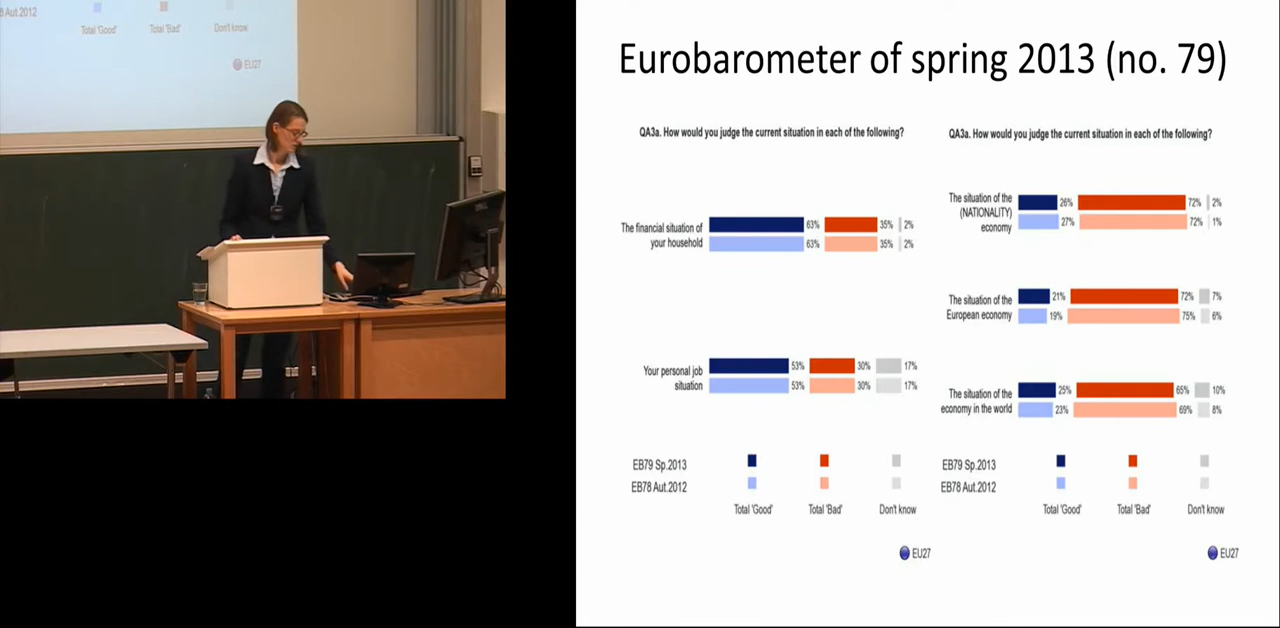 Aut.2012
Total 'Good'
Total 'Bad'
Don't know
EU27
Eurobarometer of spring 2013 (no. 79)
QA3a. How would you judge the current situation in each of the following?
The financial situation of
your household
63% 35% 2%
63% 35% 2%
Your personal job
situation
53% 30% 17%
53% 30% 17%
EB79 Sp.2013
EB78 Aut.2012
Total 'Good' Total 'Bad' Don't know
EU27
QA3a. How would you judge the current situation in each of the following?
The situation of the
(NATIONALITY)
economy
26% 72% 2%
27% 72% 1%
The situation of the
European economy
21% 72% 7%
19% 75% 6%
The situation of the
economy in the world
25% 65% 10%
23% 69% 8%
EB79 Sp.2013
EB78 Aut.2012
Total 'Good' Total 'Bad' Don't know
EU27